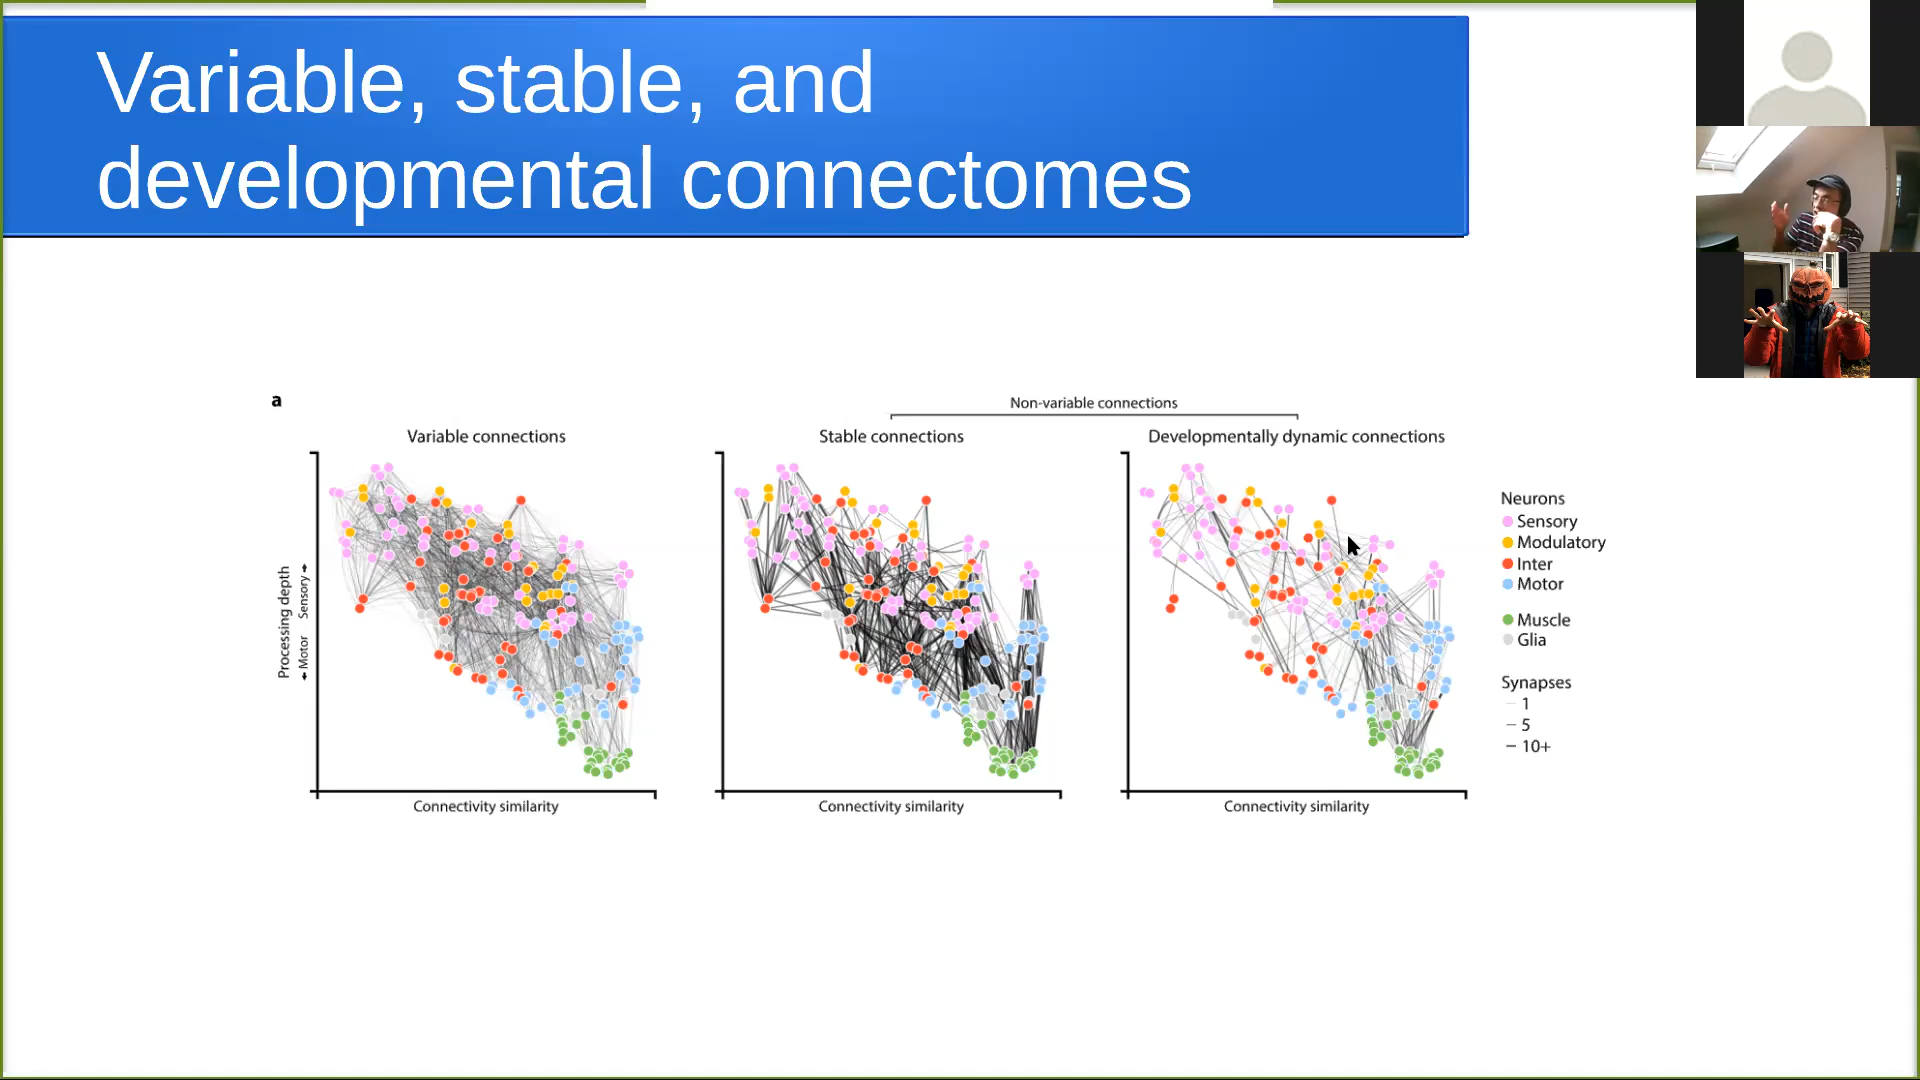 Variable, stable, and
developmental connectomes
a
Non-variable connections
Variable connections
Stable connections
Developmentally dynamic connections
Processing depth
Motor
Sensory
Connectivity similarity
Connectivity similarity
Connectivity similarity
Neurons
Sensory
Modulatory
Inter
Motor
Muscle
Glia
Synapses
1
5
10+